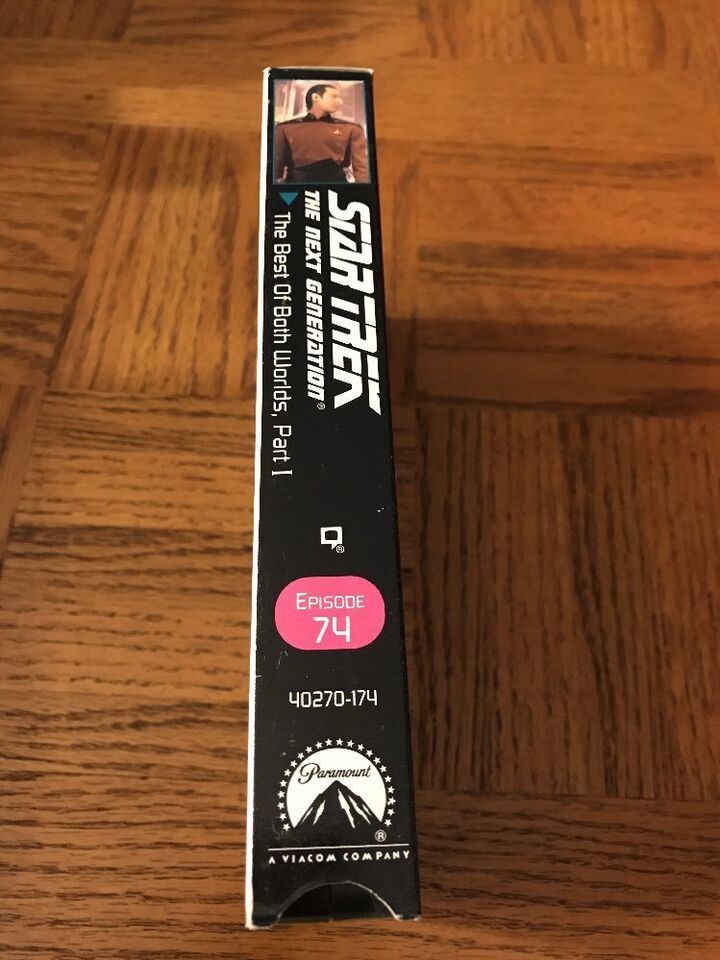 STAR TREK
THE NEXT GENERATION®
The Best Of Both Worlds, Part I
®
EPISODE
74
40270-174
Paramount
®
A VIACOM COMPANY